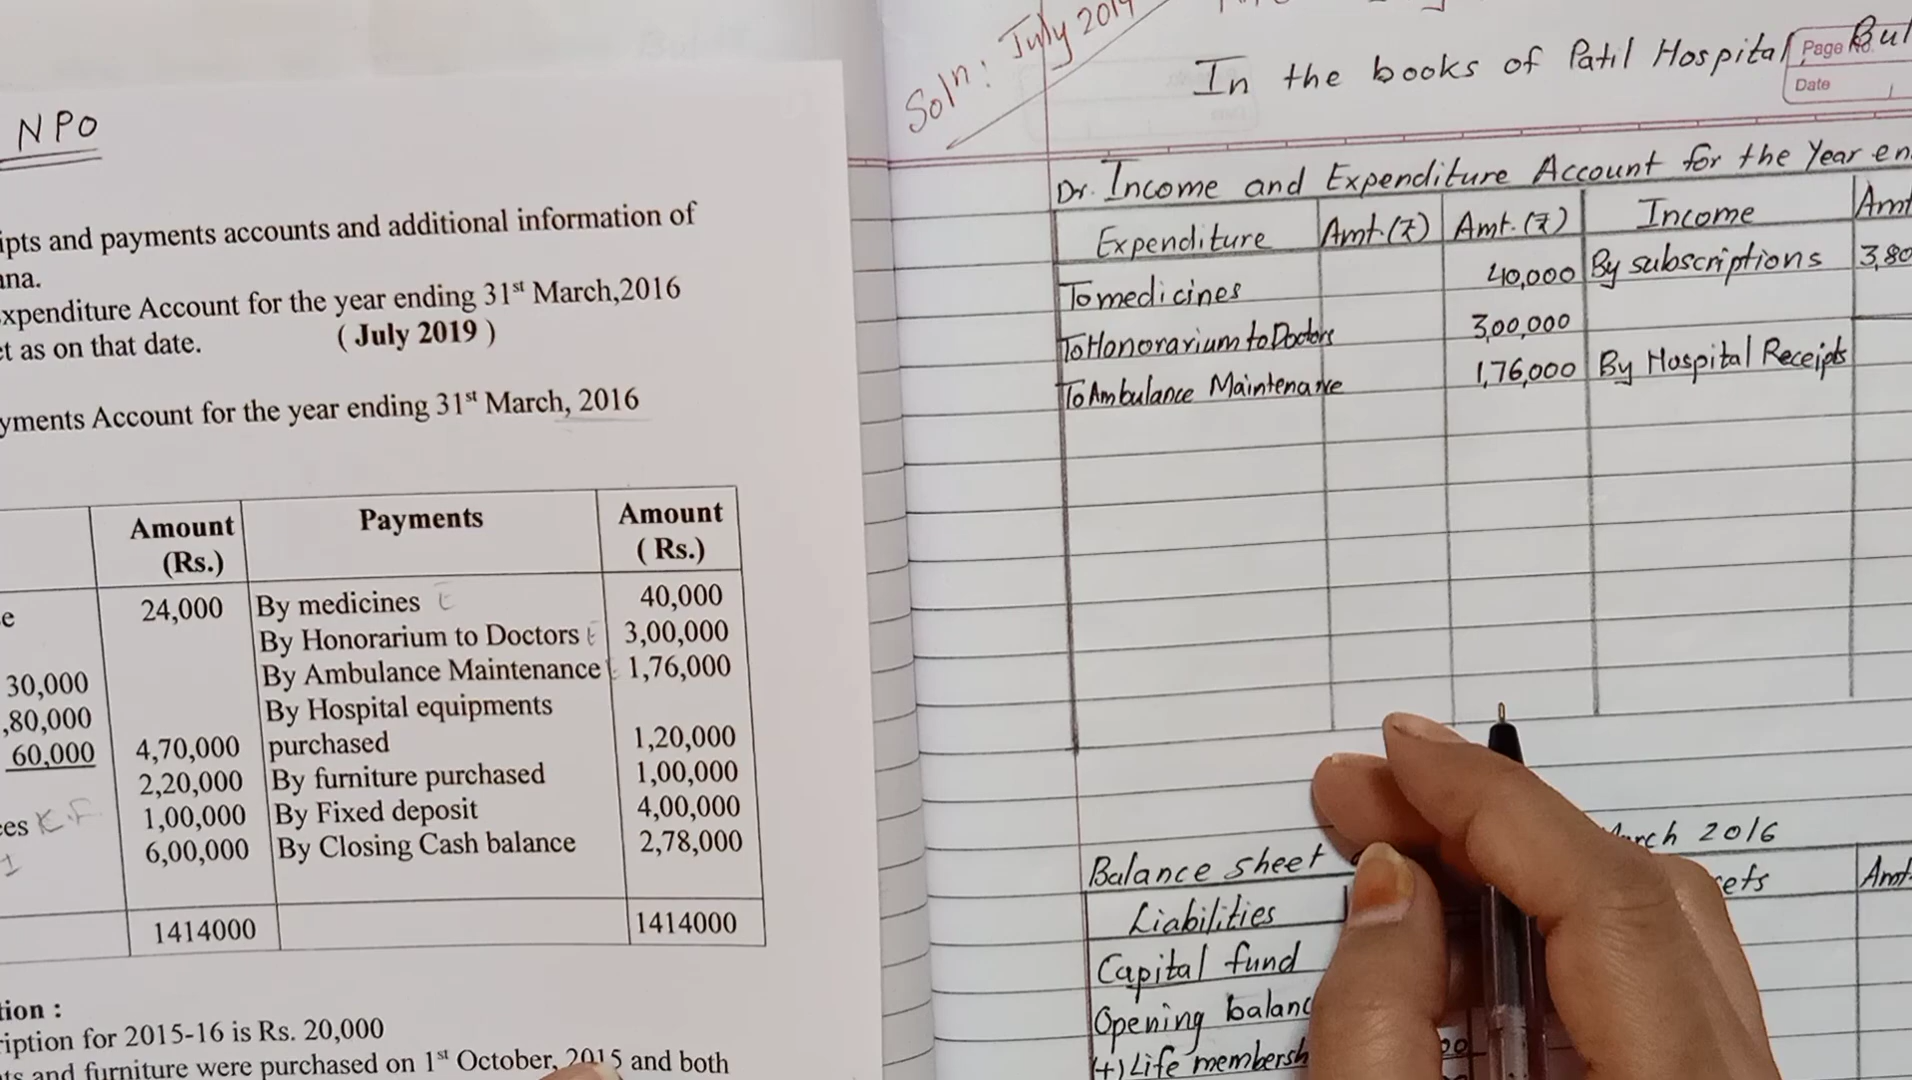 NPO
ipts and payments accounts and additional information of
ana.
xpenditure Account for the year ending 31st March,2016
et as on that date. ( July 2019 )
yments Account for the year ending 31st March, 2016
Amount (Rs.) Payments Amount ( Rs.)
e 24,000 By medicines 40,000
By Honorarium to Doctors 3,00,000
30,000 By Ambulance Maintenance 1,76,000
,80,000 By Hospital equipments
60,000 4,70,000 purchased 1,20,000
2,20,000 By furniture purchased 1,00,000
ces K.F. 1,00,000 By Fixed deposit 4,00,000
6,00,000 By Closing Cash balance 2,78,000
1414000 1414000
tion :
ription for 2015-16 is Rs. 20,000
ts and furniture were purchased on 1st October, 2015 and both
Soln: July 2019
In the books of Patil Hospital, Bul
Page No.
Date
Dr. Income and Expenditure Account for the Year en
Expenditure Amt.(₹) Amt.(₹) Income Amt
To medicines 40,000 By subscriptions 3,80
To Honorarium to Doctors 3,00,000
To Ambulance Maintenance 1,76,000 By Hospital Receipts
Balance sheet March 2016
Liabilities ets Amt.
Capital fund
Opening balanc
(+) Life membersh 00